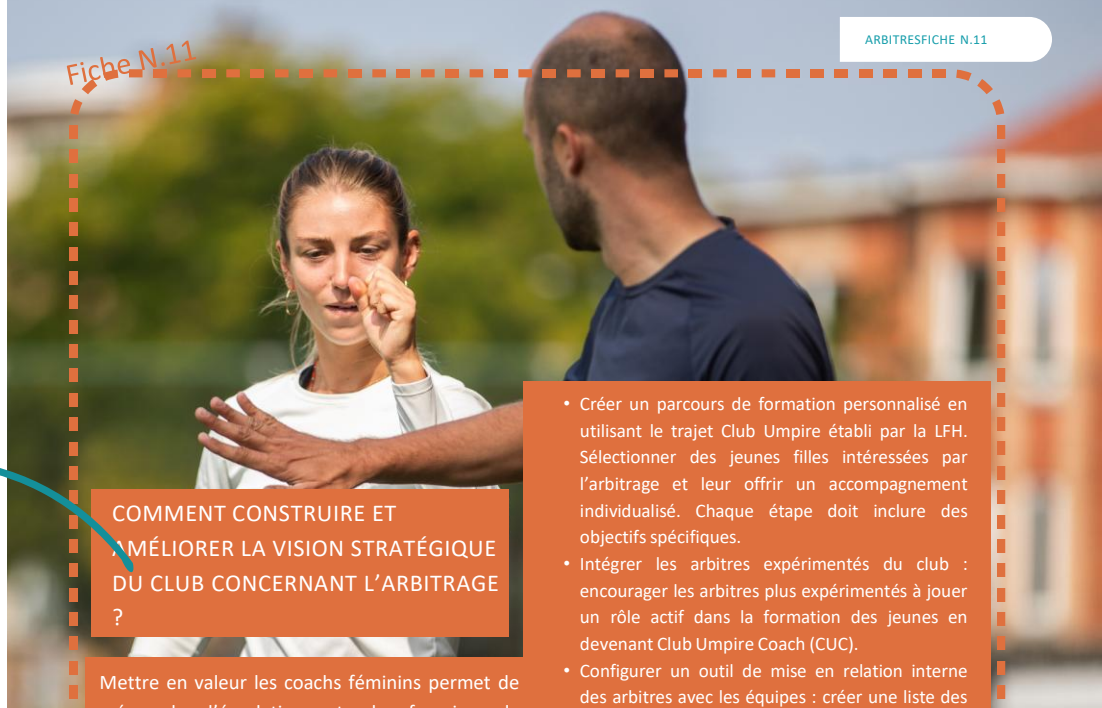 Fiche N.11
ARBITRESFICHE N.11
COMMENT CONSTRUIRE ET
AMÉLIORER LA VISION STRATÉGIQUE
DU CLUB CONCERNANT L’ARBITRAGE
?
Mettre en valeur les coachs féminins permet de
• Créer un parcours de formation personnalisé en
utilisant le trajet Club Umpire établi par la LFH.
Sélectionner des jeunes filles intéressées par
l’arbitrage et leur offrir un accompagnement
individualisé. Chaque étape doit inclure des
objectifs spécifiques.
• Intégrer les arbitres expérimentés du club :
encourager les arbitres plus expérimentés à jouer
un rôle actif dans la formation des jeunes en
devenant Club Umpire Coach (CUC).
• Configurer un outil de mise en relation interne
des arbitres avec les équipes : créer une liste des